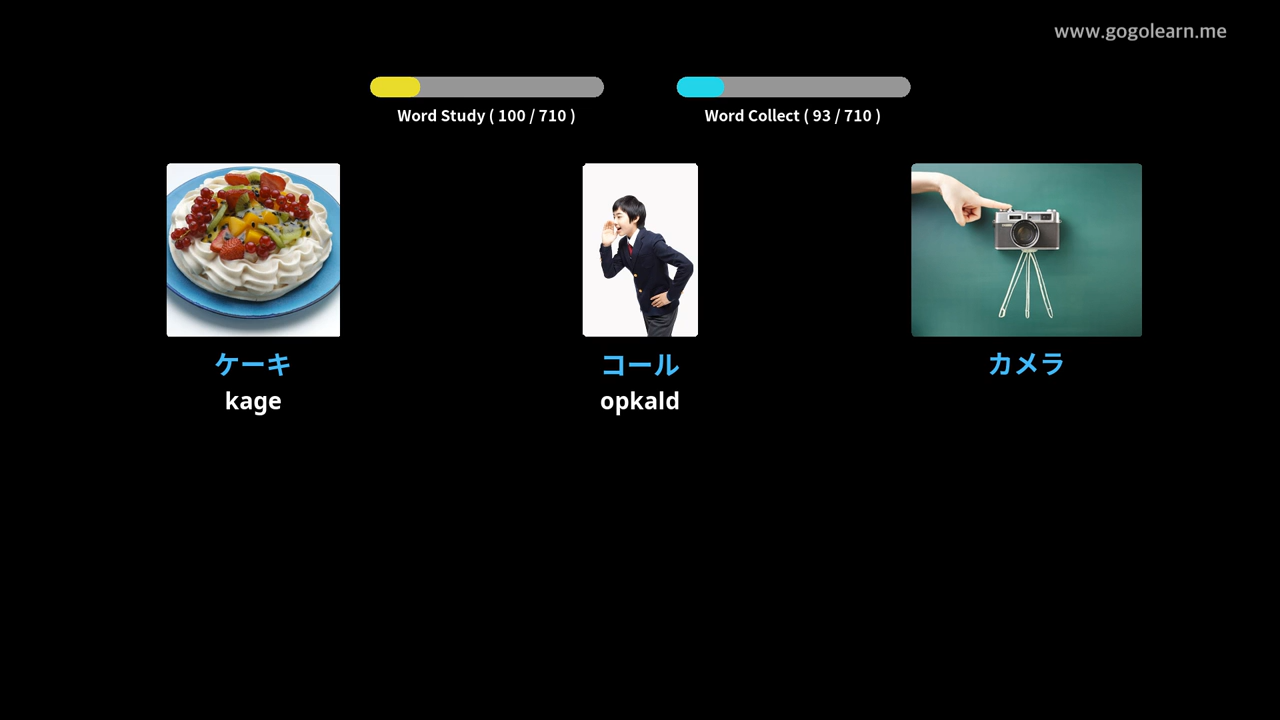 www.gogolearn.me
Word Study ( 100 / 710 )
Word Collect ( 93 / 710 )
ケーキ
kage
コール
opkald
カメラ